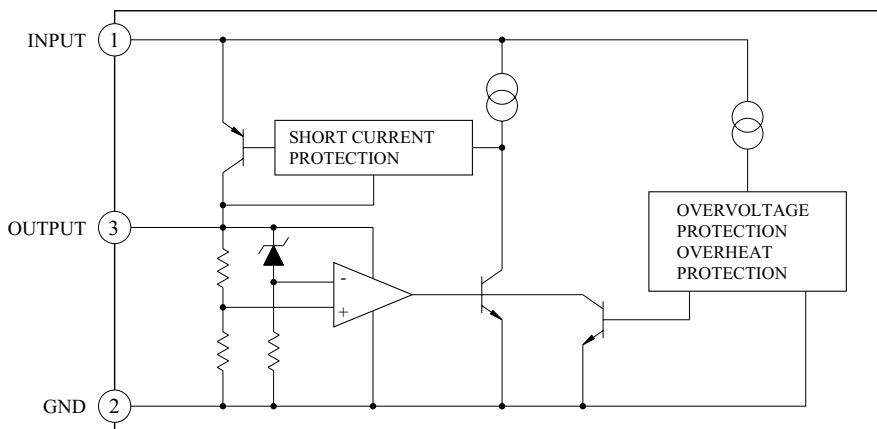 INPUT 1
SHORT CURRENT
PROTECTION
OUTPUT 3
OVERVOLTAGE
PROTECTION
OVERHEAT
PROTECTION
-
+
GND 2